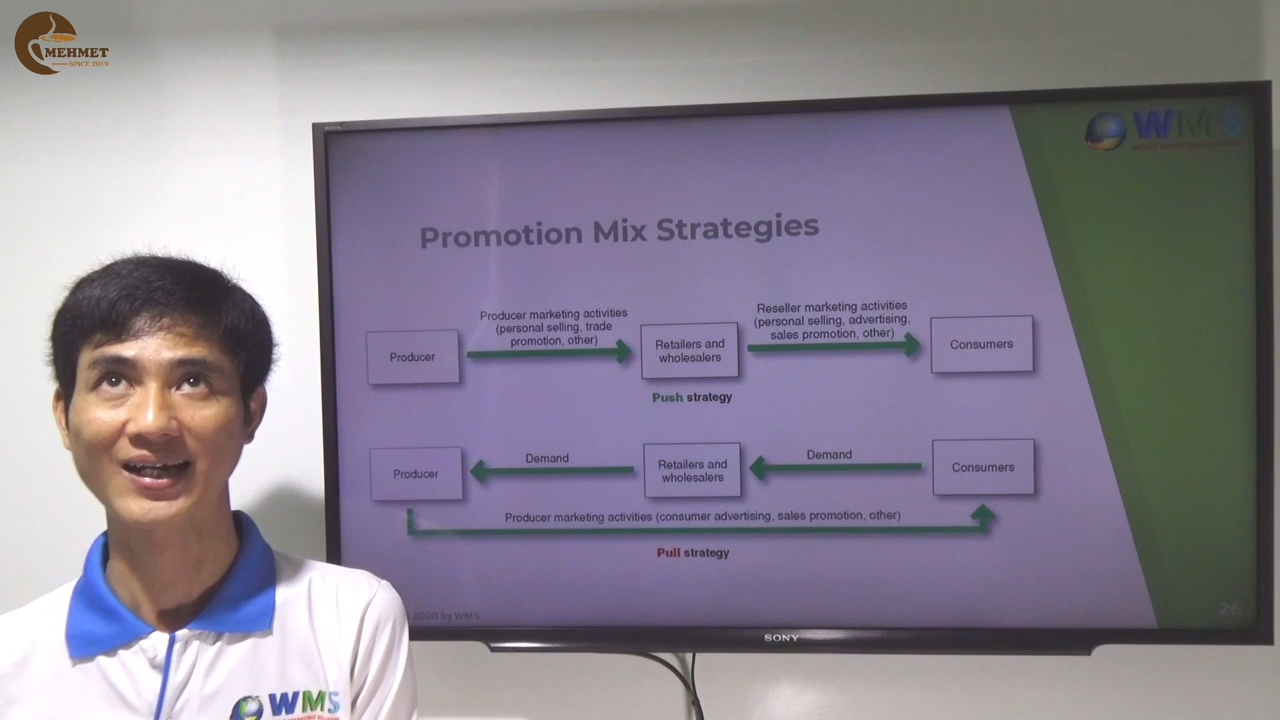 MEHMET
SINCE 2019
WMS
Promotion Mix Strategies
Producer marketing activities
(personal selling, trade
promotion, other)
Reseller marketing activities
(personal selling, advertising,
sales promotion, other)
Producer
Retailers and
wholesalers
Consumers
Push strategy
Producer
Demand
Retailers and
wholesalers
Demand
Consumers
Producer marketing activities (consumer advertising, sales promotion, other)
Pull strategy
2020 by WMS
26
SONY
WMS